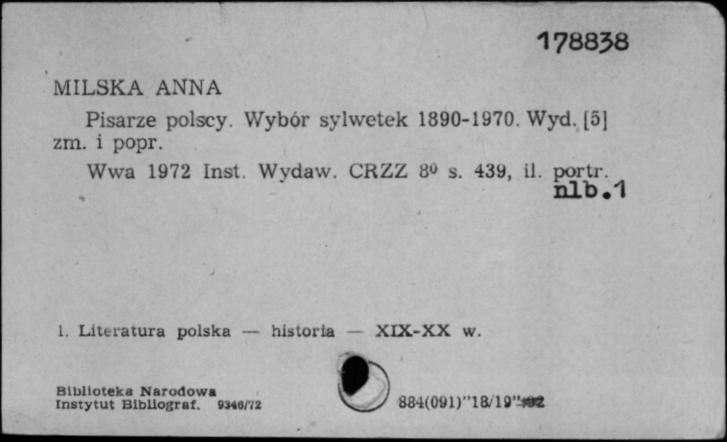 178838
MILSKA ANNA
Pisarze polscy. Wybór sylwetek 1890-1970. Wyd. [5]
zm. i popr.
Wwa 1972 Inst. Wydaw. CRZZ 8⁰ s. 439, il. portr.
nlb.1
1. Literatura polska — historia — XIX-XX w.
Biblioteka Narodowa
Instytut Bibliograf. 9346/72
884(091)"18/19"